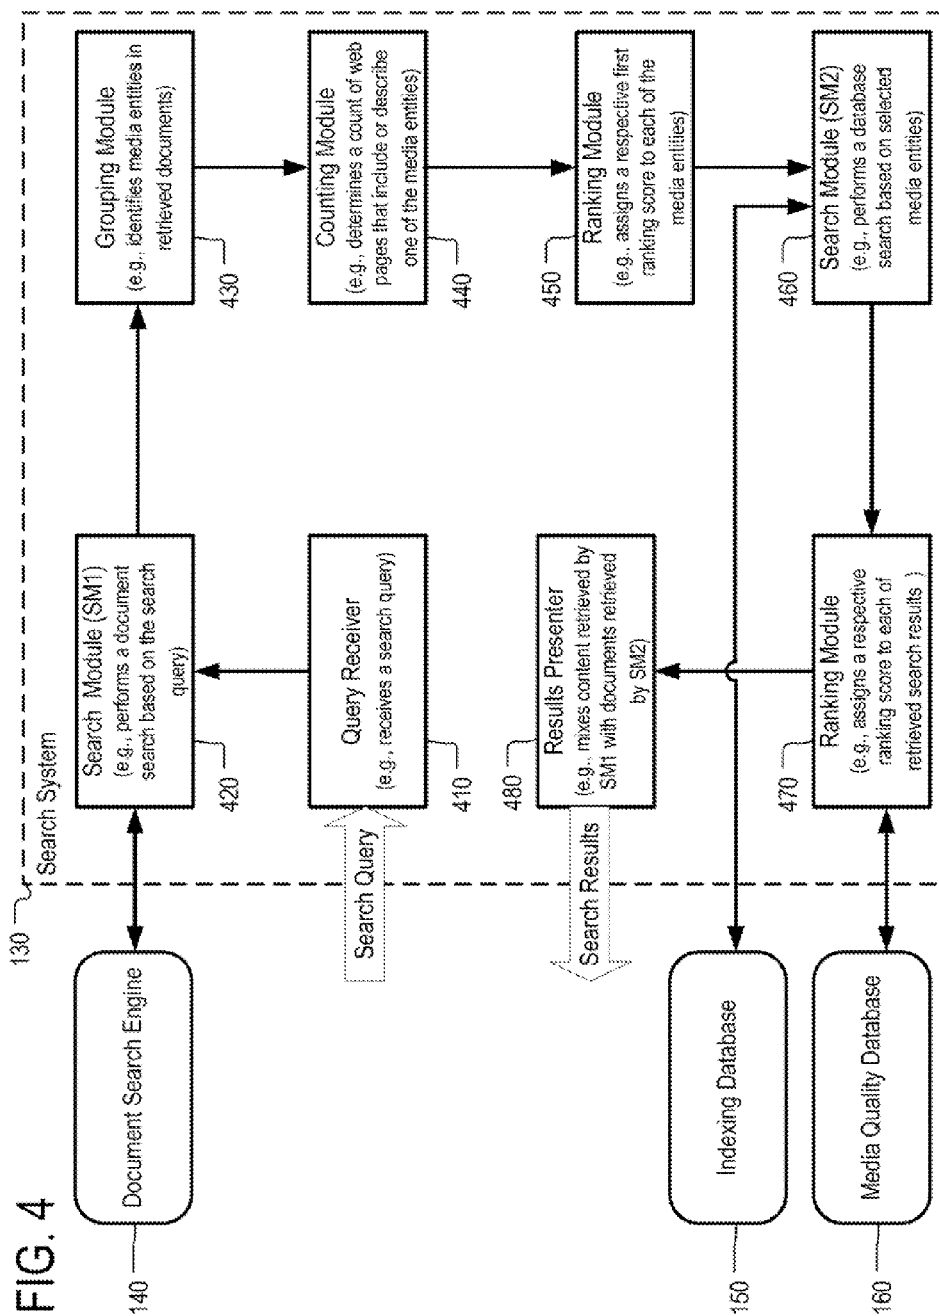 FIG. 4
130
Search System
140
Document Search Engine
420
Search Module (SM1)
(e.g., performs a document
search based on the search
query)
430
Grouping Module
(e.g., identifies media entities in
retrieved documents)
Search Query
410
Query Receiver
(e.g., receives a search query)
440
Counting Module
(e.g., determines a count of web
pages that include or describe
one of the media entities)
Search Results
480
Results Presenter
(e.g., mixes content retrieved by
SM1 with documents retrieved
by SM2)
450
Ranking Module
(e.g., assigns a respective first
ranking score to each of the
media entities)
150
Indexing Database
160
Media Quality Database
470
Ranking Module
(e.g., assigns a respective
ranking score to each of
retrieved search results )
460
Search Module (SM2)
(e.g., performs a database
search based on selected
media entities)